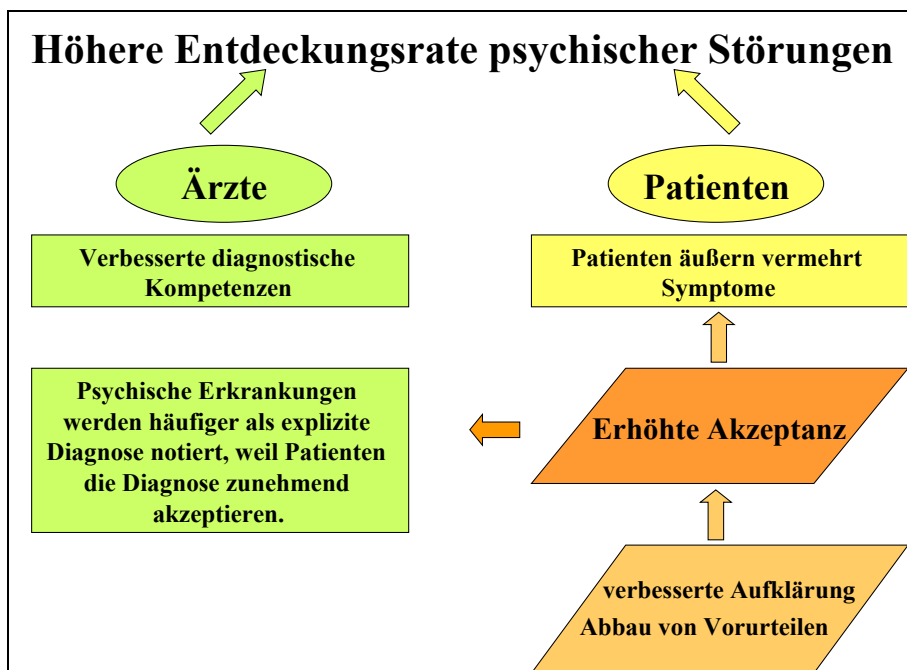 Höhere Entdeckungsrate psychischer Störungen
Ärzte
Patienten
Verbesserte diagnostische
Kompetenzen
Patienten äußern vermehrt
Symptome
Psychische Erkrankungen
werden häufiger als explizite
Diagnose notiert, weil Patienten
die Diagnose zunehmend
akzeptieren.
Erhöhte Akzeptanz
verbesserte Aufklärung
Abbau von Vorurteilen